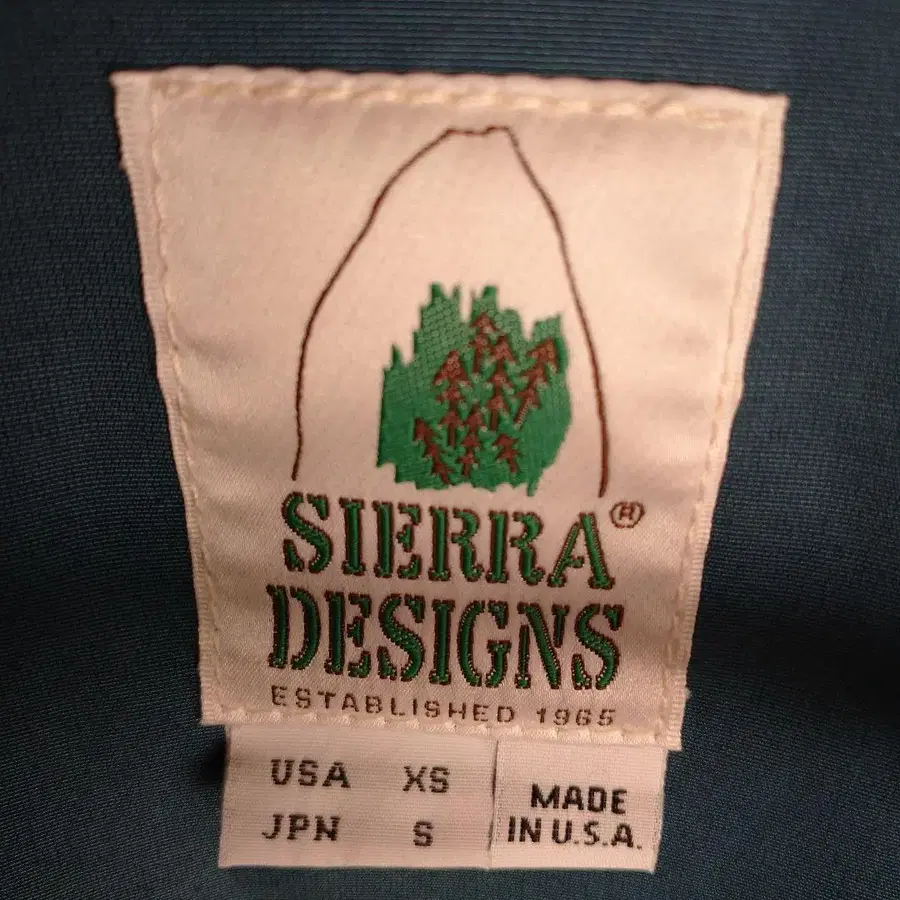 SIERRA®
DESIGNS
ESTABLISHED 1965
USA XS
JPN S
MADE
IN U.S.A.